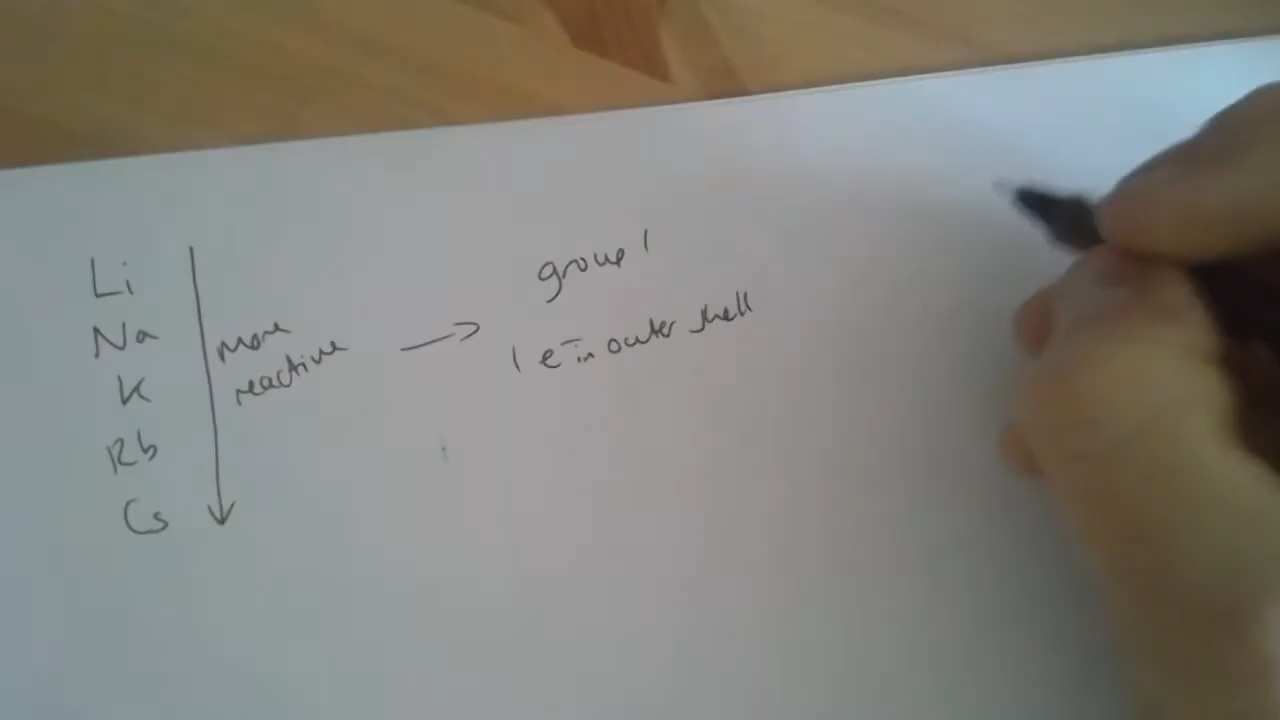 Li
Na
K
Rb
Cs
more
reactive →
group 1
1 e⁻ in outer shell